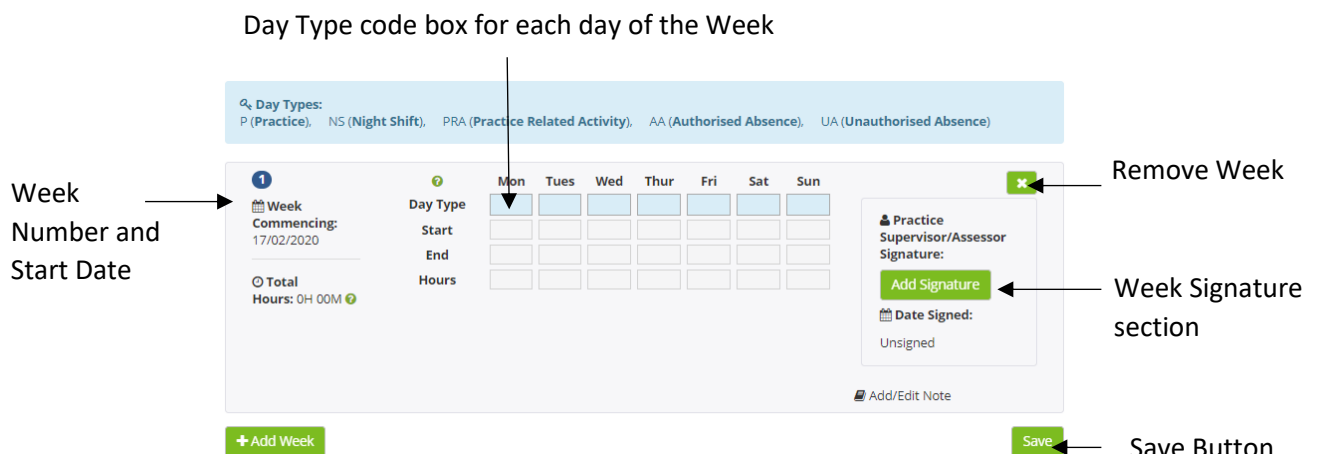 Day Type code box for each day of the Week
Day Types:
P (Practice), NS (Night Shift), PRA (Practice Related Activity), AA (Authorised Absence), UA (Unauthorised Absence)
Week
Number and
Start Date
1
Week
Commencing:
17/02/2020
Total
Hours: 0H 00M
Mon Tues Wed Thur Fri Sat Sun
Day Type
Start
End
Hours
Remove Week
Practice
Supervisor/Assessor
Signature:
Add Signature
Date Signed:
Unsigned
Week Signature
section
Add/Edit Note
+ Add Week
Save
Save Button